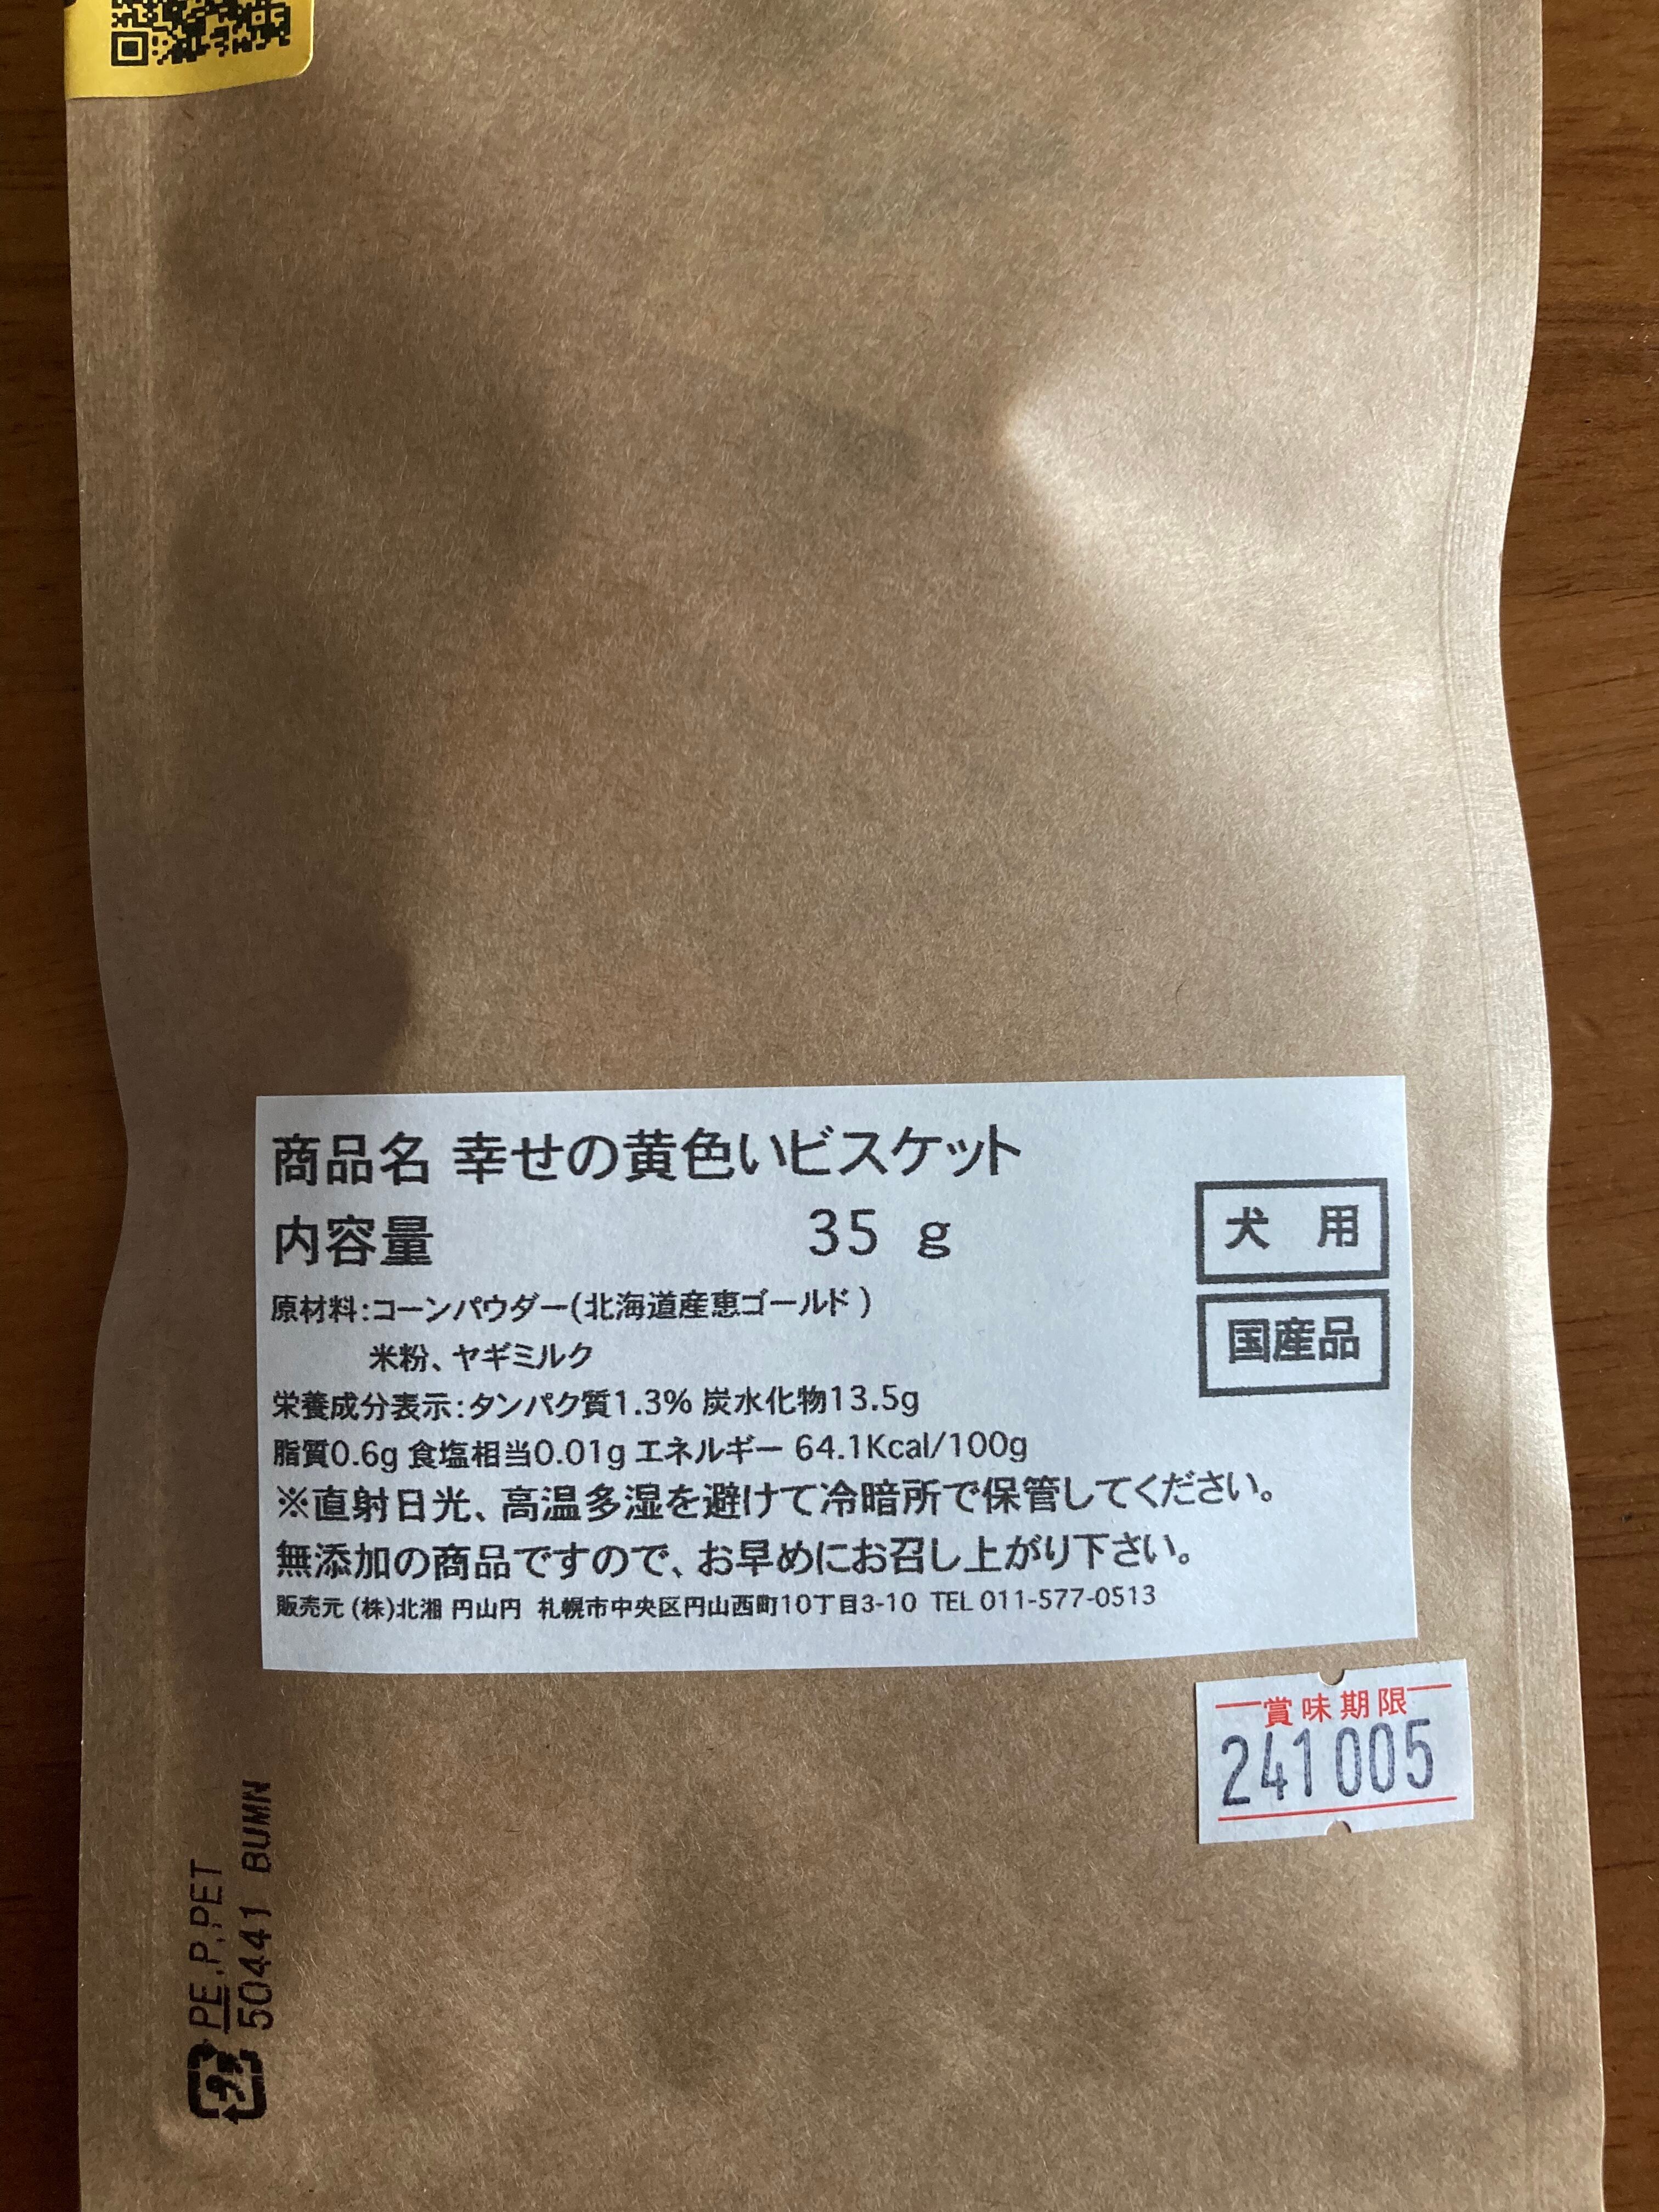 商品名 幸せの黄色いビスケット
内容量 35 g
犬 用
国産品
原材料:コーンパウダー(北海道産恵ゴールド )
米粉、ヤギミルク
栄養成分表示:タンパク質1.3% 炭水化物13.5g
脂質0.6g 食塩相当0.01g エネルギー 64.1Kcal/100g
※直射日光、高温多湿を避けて冷暗所で保管してください。
無添加の商品ですので、お早めにお召し上がり下さい。
販売元 (株)北湘 円山円 札幌市中央区円山西町10丁目3-10 TEL 011-577-0513
賞味期限
241005
プラ PE,P,PET
50441 BUMN